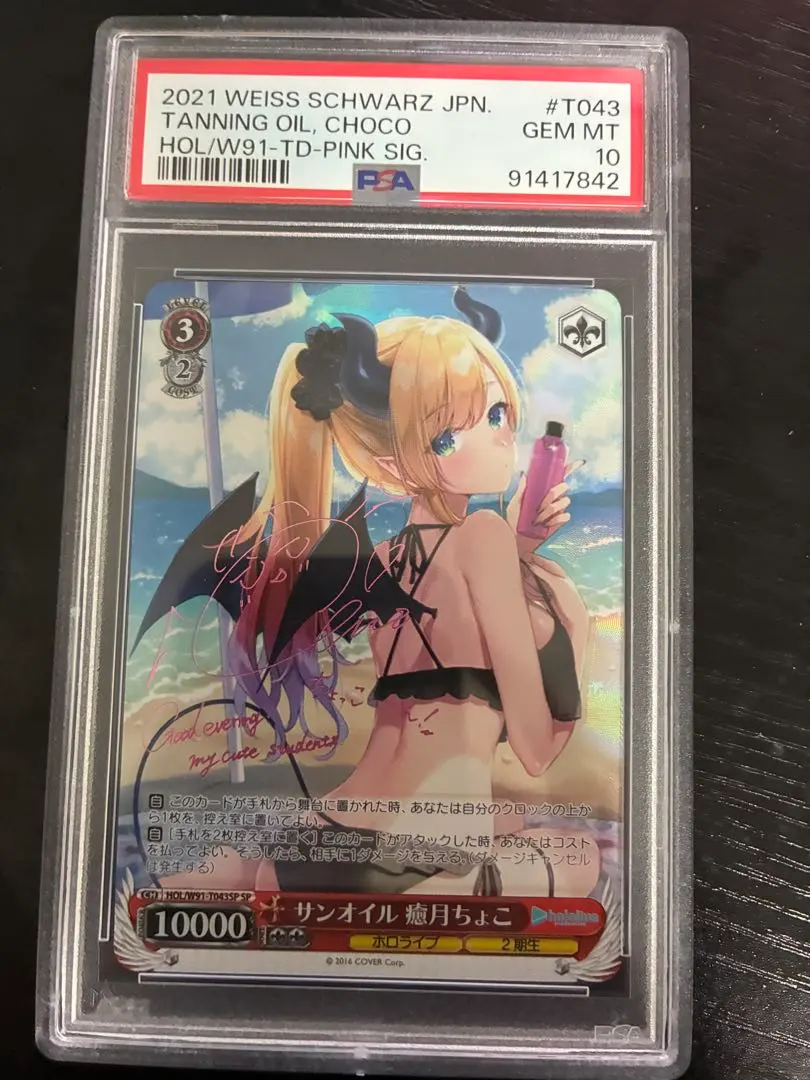 2021 WEISS SCHWARZ JPN. #T043
TANNING OIL, CHOCO GEM MT
HOL/W91-TD-PINK SIG. 10
PSA 91417842
LEVEL
3
2
COST
Good evening
my cute students
自 このカードが手札から舞台に置かれた時、あなたは自分のクロックの上か
ら1枚を、控え室に置いてよい。
自 [手札を2枚控え室に置く] このカードがアタックした時、あなたはコスト
を払ってよい。そうしたら、相手に1ダメージを与える。(ダメージキャンセル
は発生する)
CH HOL/W91-T043SP SP
10000 サンオイル 癒月ちょこ hololive
ホロライブ 2期生
© 2016 COVER Corp.
PSA